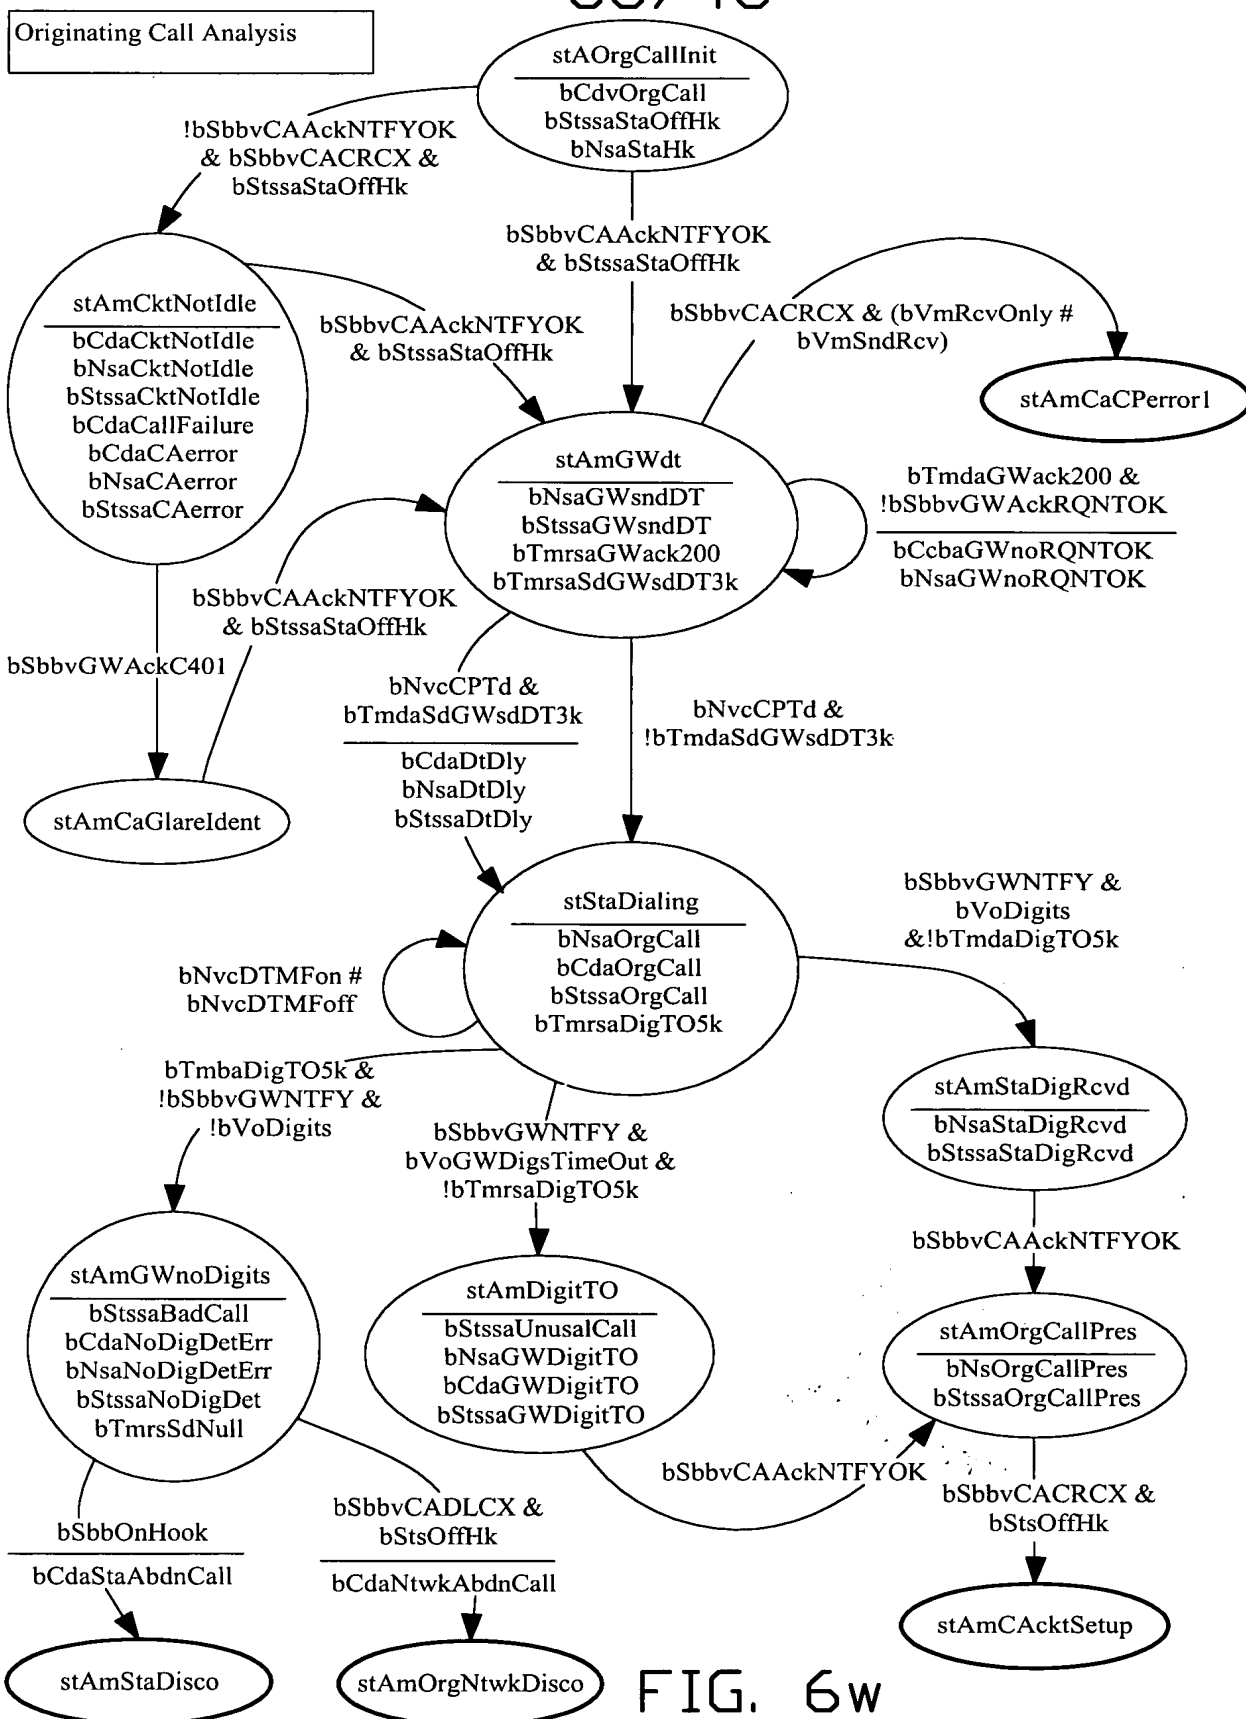 Originating Call Analysis
stAOrgCallInit
bCdvOrgCall
bStssaStaOffHk
bNsaStaHk
!bSbbvCAAckNTFYOK
& bSbbvCACRCX &
bStssaStaOffHk
bSbbvCAAckNTFYOK
& bStssaStaOffHk
stAmCktNotIdle
bCdaCktNotIdle
bNsaCktNotIdle
bStssaCktNotIdle
bCdaCallFailure
bCdaCAerror
bNsaCAerror
bStssaCAerror
bSbbvCAAckNTFYOK
& bStssaStaOffHk
bSbbvCACRCX & (bVmRcvOnly #
bVmSndRcv)
stAmCaCPerror1
stAmGWdt
bNsaGWsndDT
bStssaGWsndDT
bTmrsaGWack200
bTmrsaSdGWsdDT3k
bTmdaGWack200 &
!bSbbvGWAckRQNTOK
bCcbaGWnoRQNTOK
bNsaGWnoRQNTOK
bSbbvCAAckNTFYOK
& bStssaStaOffHk
bSbbvGWAckC401
bNvcCPTd &
bTmdaSdGWsdDT3k
bCdaDtDly
bNsaDtDly
bStssaDtDly
bNvcCPTd &
!bTmdaSdGWsdDT3k
stAmCaGlareIdent
stStaDialing
bNsaOrgCall
bCdaOrgCall
bStssaOrgCall
bTmrsaDigTO5k
bSbbvGWNTFY &
bVoDigits
&!bTmdaDigTO5k
bNvcDTMFon #
bNvcDTMFoff
bTmbaDigTO5k &
!bSbbvGWNTFY &
!bVoDigits
bSbbvGWNTFY &
bVoGWDigsTimeOut &
!bTmrsaDigTO5k
stAmStaDigRcvd
bNsaStaDigRcvd
bStssaStaDigRcvd
bSbbvCAAckNTFYOK
stAmGWnoDigits
bStssaBadCall
bCdaNoDigDetErr
bNsaNoDigDetErr
bStssaNoDigDet
bTmrsSdNull
stAmDigitTO
bStssaUnusalCall
bNsaGWDigitTO
bCdaGWDigitTO
bStssaGWDigitTO
stAmOrgCallPres
bNsOrgCallPres
bStssaOrgCallPres
bSbbvCAAckNTFYOK
bSbbvCACRCX &
bStsOffHk
bSbbOnHook
bCdaStaAbdnCall
bSbbvCADLCX &
bStsOffHk
bCdaNtwkAbdnCall
stAmCAcktSetup
stAmStaDisco
stAmOrgNtwkDisco
FIG. 6w